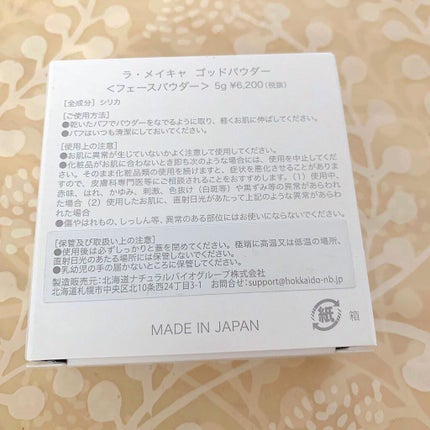 ラ・メイキャ ゴッドパウダー
＜フェースパウダー＞ 5g ¥6,200(税抜)
[全成分] シリカ
[ご使用方法]
●乾いたパフでパウダーをなでるように取り、軽くお肌に伸ばしてください。
●パフはいつも清潔にしておいてください。
[使用上の注意]
●お肌に異常が生じていないかよく注意して使用してください。
●化粧品がお肌に合わないとき即ち次のような場合には、使用を中止してください。そのまま化粧品類の使用を続けますと、症状を悪化させることがありますので、皮膚科専門医等にご相談されることをおすすめします。(1) 使用中、
赤味、はれ、かゆみ、刺激、色抜け(白斑等)や黒ずみ等の異常があらわ
れた場合 (2) 使用したお肌に、直射日光があたって上記のような異常があらわ
れた場合
●傷やはれもの、しっしん等、異常のある部位にはお使いにならないでください。
[保管及び取扱い上の注意]
●使用後は必ずしっかりと蓋を閉めてください。極端に高温又は低温の場所、
直射日光のあたる場所には保管しないでください。
●乳幼児の手の届かないところに保管してください。
製造販売元：北海道ナチュラルバイオグループ株式会社
北海道札幌市中央区北10条西24丁目3-1 お問合せ：support@hokkaido-nb.jp
紙 箱
MADE IN JAPAN